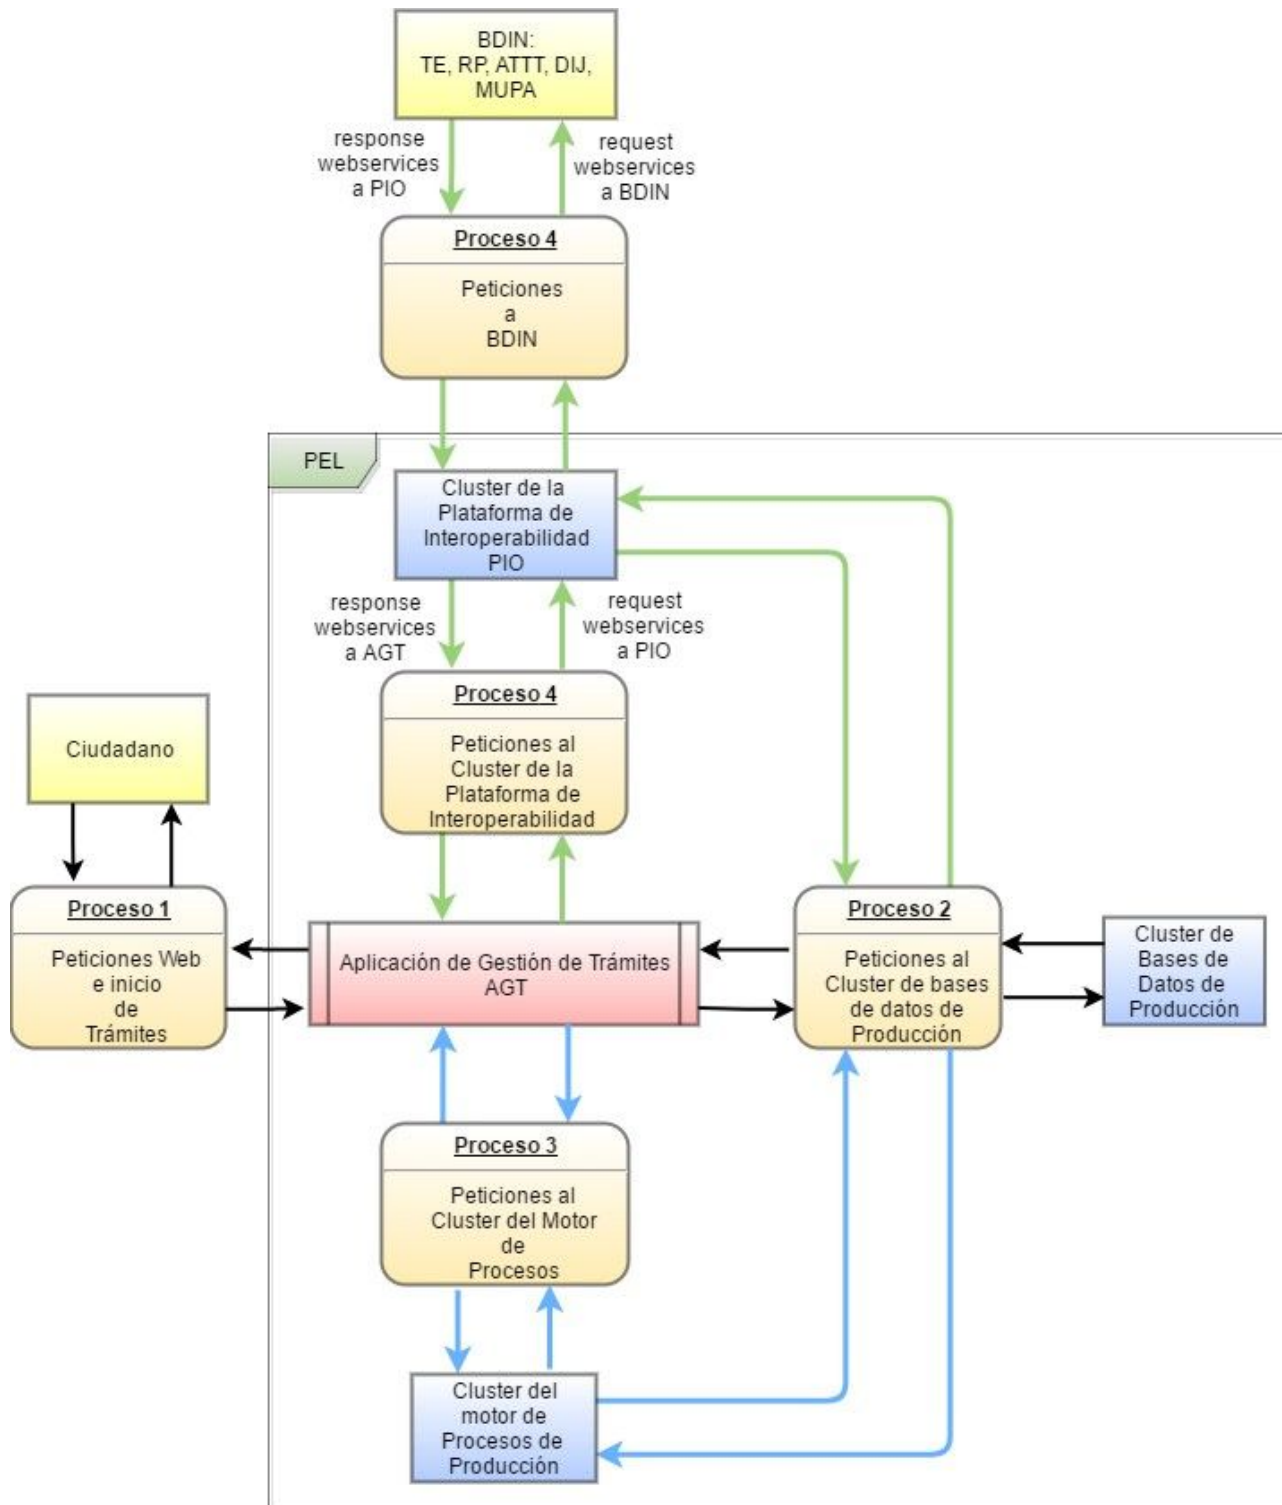 BDIN:
TE, RP, ATTT, DIJ,
MUPA
response
webservices
a PIO
request
webservices
a BDIN
Proceso 4
Peticiones
a
BDIN
PEL
Cluster de la
Plataforma de
Interoperabilidad
PIO
response
webservices
a AGT
request
webservices
a PIO
Proceso 4
Peticiones al
Cluster de la
Plataforma de
Interoperabilidad
Ciudadano
Proceso 1
Peticiones Web
e inicio
de
Trámites
Aplicación de Gestión de Trámites
AGT
Proceso 2
Peticiones al
Cluster de bases
de datos de
Producción
Cluster de
Bases de
Datos de
Producción
Proceso 3
Peticiones al
Cluster del Motor
de
Procesos
Cluster del
motor de
Procesos de
Producción